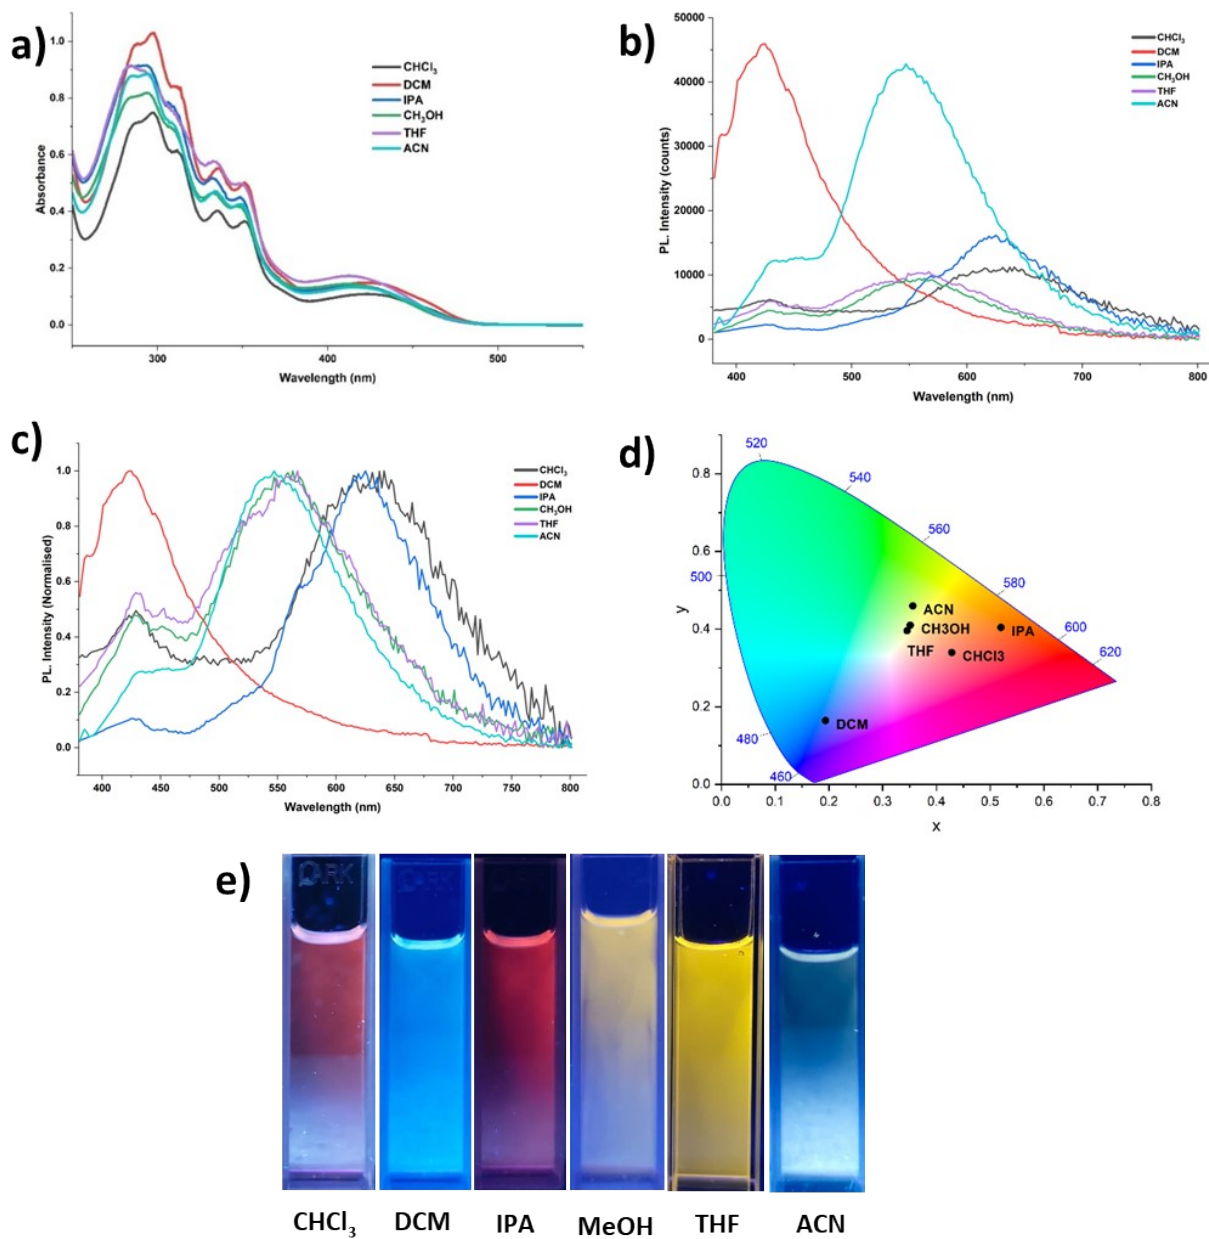 a)
CHCl3
DCM
IPA
CH3OH
THF
ACN
1.0
0.8
0.6
0.4
0.2
0.0
Absorbance
300
400
500
Wavelength (nm)
b)
CHCl3
DCM
IPA
CH3OH
THF
ACN
50000
40000
30000
20000
10000
0
PL. Intensity (counts)
400
500
600
700
800
Wavelength (nm)
c)
CHCl3
DCM
IPA
CH3OH
THF
ACN
1.0
0.8
0.6
0.4
0.2
0.0
PL. Intensity (Normalised)
400
450
500
550
600
650
700
750
800
Wavelength (nm)
d)
520
540
560
580
600
620
500
480
460
0.8
0.6
0.4
0.2
0.0
y
ACN
CH3OH
IPA
THF
CHCl3
DCM
0.0
0.1
0.2
0.3
0.4
0.5
0.6
0.7
0.8
x
e)
CHCl3
DCM
IPA
MeOH
THF
ACN